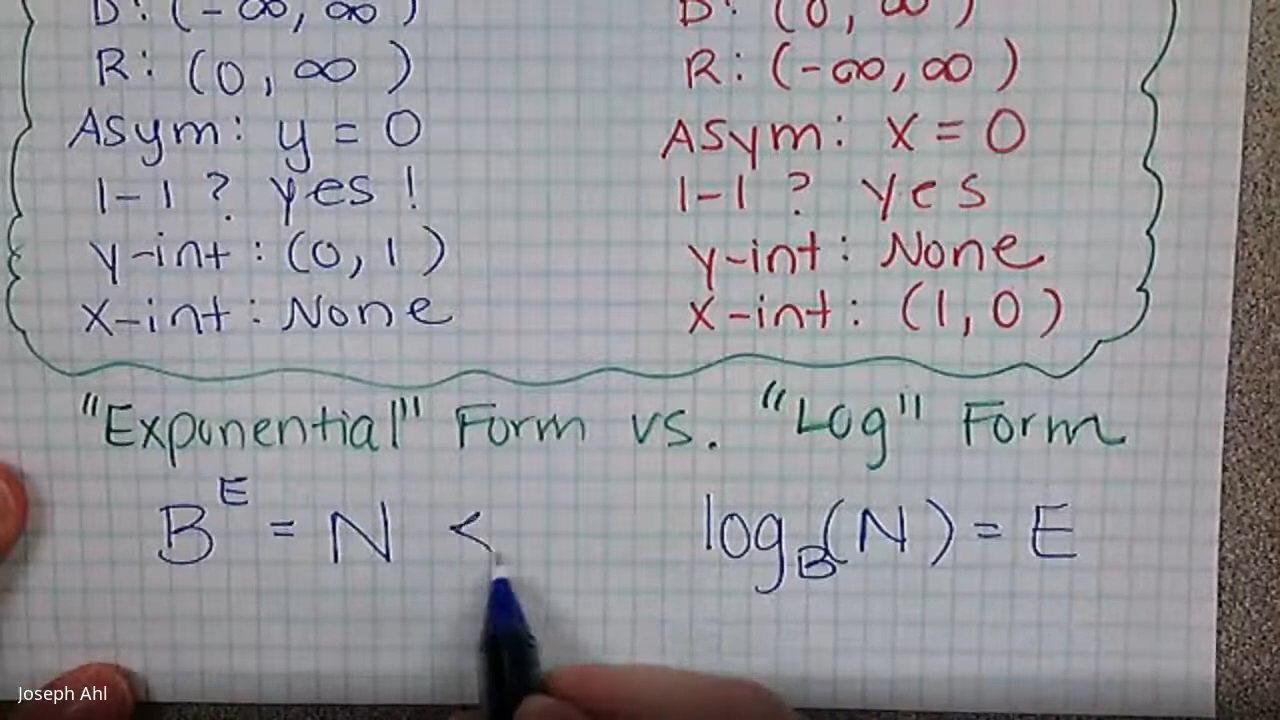 D: (-∞, ∞) D: (0, ∞)
R: (0, ∞) R: (-∞, ∞)
Asym: y = 0 Asym: x = 0
1-1 ? yes ! 1-1 ? yes
y-int: (0, 1) y-int: None
x-int: None x-int: (1, 0)
"Exponential" Form vs. "Log" Form
B^E = N < log_B(N) = E
Joseph Ahl